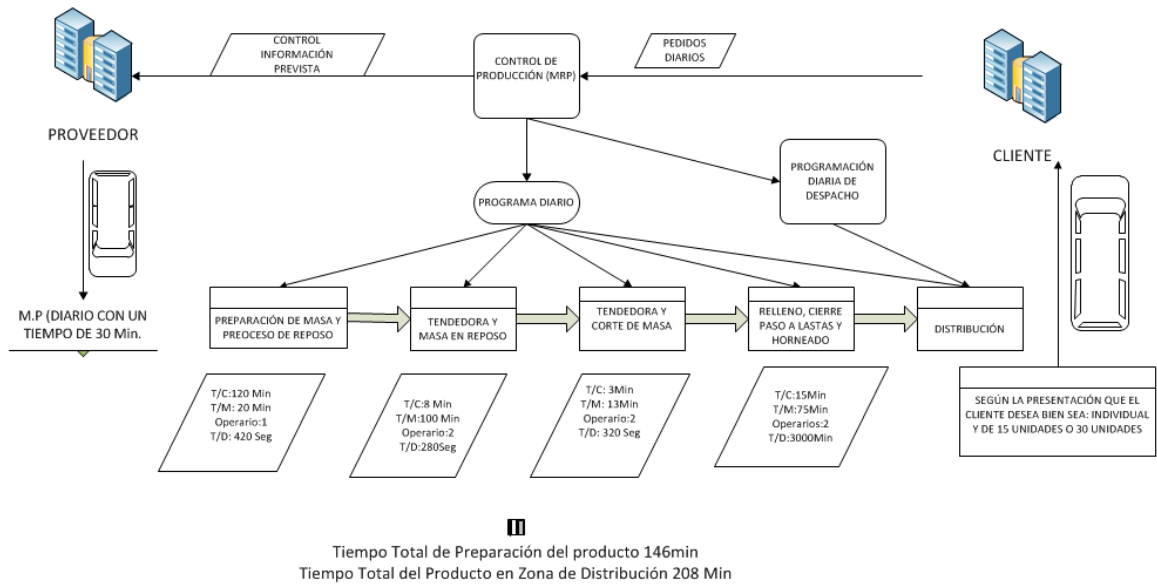 CONTROL
INFORMACIÓN
PREVISTA
CONTROL DE
PRODUCCIÓN (MRP)
PEDIDOS
DIARIOS
PROVEEDOR
CLIENTE
PROGRAMACIÓN
DIARIA DE
DESPACHO
PROGRAMA DIARIO
M.P (DIARIO CON UN
TIEMPO DE 30 Min.
PREPARACIÓN DE MASA Y
PREOCESO DE REPOSO
TENDEDORA Y
MASA EN REPOSO
TENDEDORA Y
CORTE DE MASA
RELLENO, CIERRE
PASO A LASTAS Y
HORNEADO
DISTRIBUCIÓN
T/C:120 Min
T/M: 20 Min
Operario:1
T/D: 420 Seg
T/C:8 Min
T/M:100 Min
Operario:2
T/D:280Seg
T/C: 3Min
T/M: 13Min
Operario:2
T/D: 320 Seg
T/C:15Min
T/M:75Min
Operarios:2
T/D:3000Min
SEGÚN LA PRESENTACIÓN QUE EL
CLIENTE DESEA BIEN SEA: INDIVIDUAL
Y DE 15 UNIDADES O 30 UNIDADES
Tiempo Total de Preparación del producto 146min
Tiempo Total del Producto en Zona de Distribución 208 Min